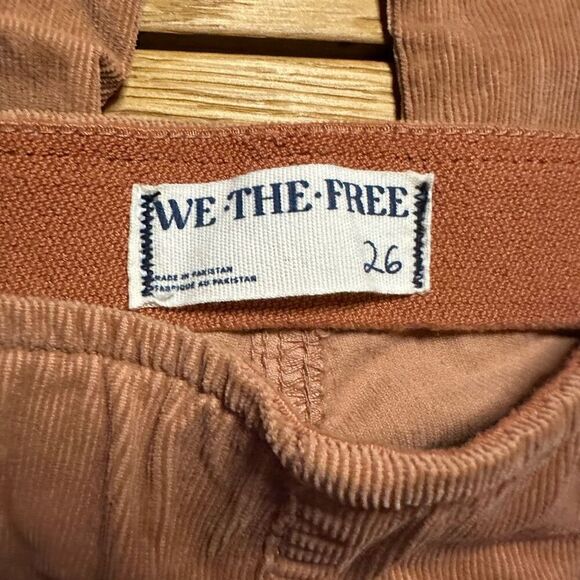 WE·THE·FREE
26
MADE IN PAKISTAN
FABRIQUÉ AU PAKISTAN